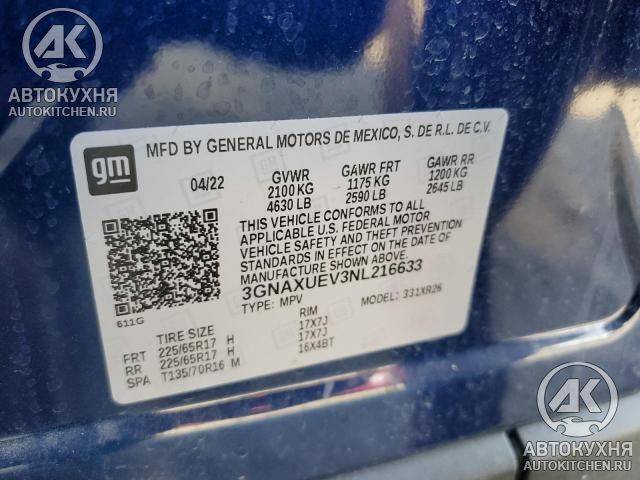 AK
АВТОКУХНЯ
AUTOKITCHEN.RU
gm
MFD BY GENERAL MOTORS DE MEXICO, S. DE R.L. DE C.V.
04/22
GVWR GAWR FRT GAWR RR
2100 KG 1175 KG 1200 KG
4630 LB 2590 LB 2645 LB
THIS VEHICLE CONFORMS TO ALL
APPLICABLE U.S. FEDERAL MOTOR
VEHICLE SAFETY AND THEFT PREVENTION
STANDARDS IN EFFECT ON THE DATE OF
MANUFACTURE SHOWN ABOVE.
3GNAXUEV3NL216633
TYPE: MPV MODEL: 331XR26
611G
TIRE SIZE RIM
FRT 225/65R17 H 17X7J
RR 225/65R17 H 17X7J
SPA T135/70R16 M 16X4BT
AK
АВТОКУХНЯ
AUTOKITCHEN.RU